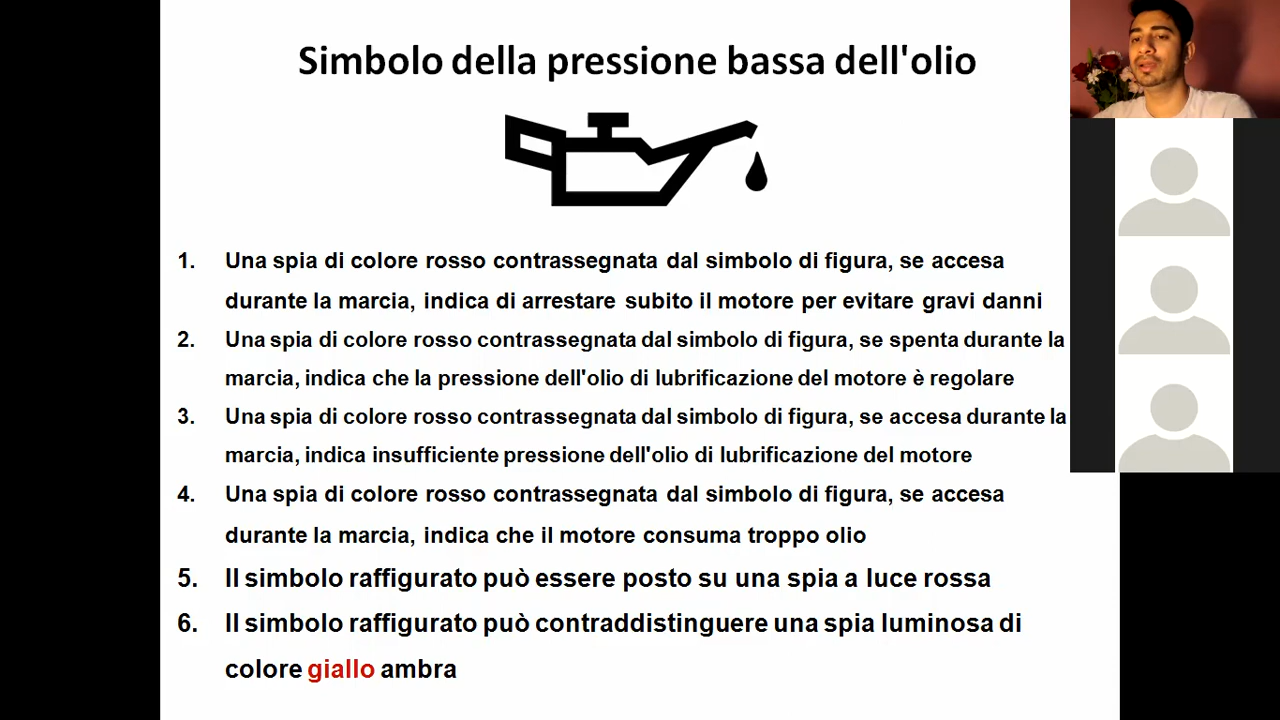 Simbolo della pressione bassa dell'olio
1. Una spia di colore rosso contrassegnata dal simbolo di figura, se accesa
durante la marcia, indica di arrestare subito il motore per evitare gravi danni
2. Una spia di colore rosso contrassegnata dal simbolo di figura, se spenta durante la
marcia, indica che la pressione dell'olio di lubrificazione del motore è regolare
3. Una spia di colore rosso contrassegnata dal simbolo di figura, se accesa durante la
marcia, indica insufficiente pressione dell'olio di lubrificazione del motore
4. Una spia di colore rosso contrassegnata dal simbolo di figura, se accesa
durante la marcia, indica che il motore consuma troppo olio
5. Il simbolo raffigurato può essere posto su una spia a luce rossa
6. Il simbolo raffigurato può contraddistinguere una spia luminosa di
colore giallo ambra